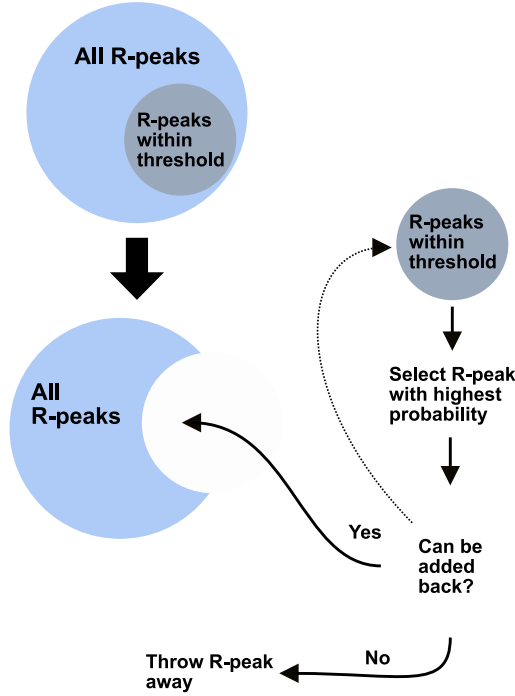 All R-peaks
R-peaks
within
threshold
R-peaks
within
threshold
All
R-peaks
Select R-peak
with highest
probability
Yes
Can be
added
back?
No
Throw R-peak
away